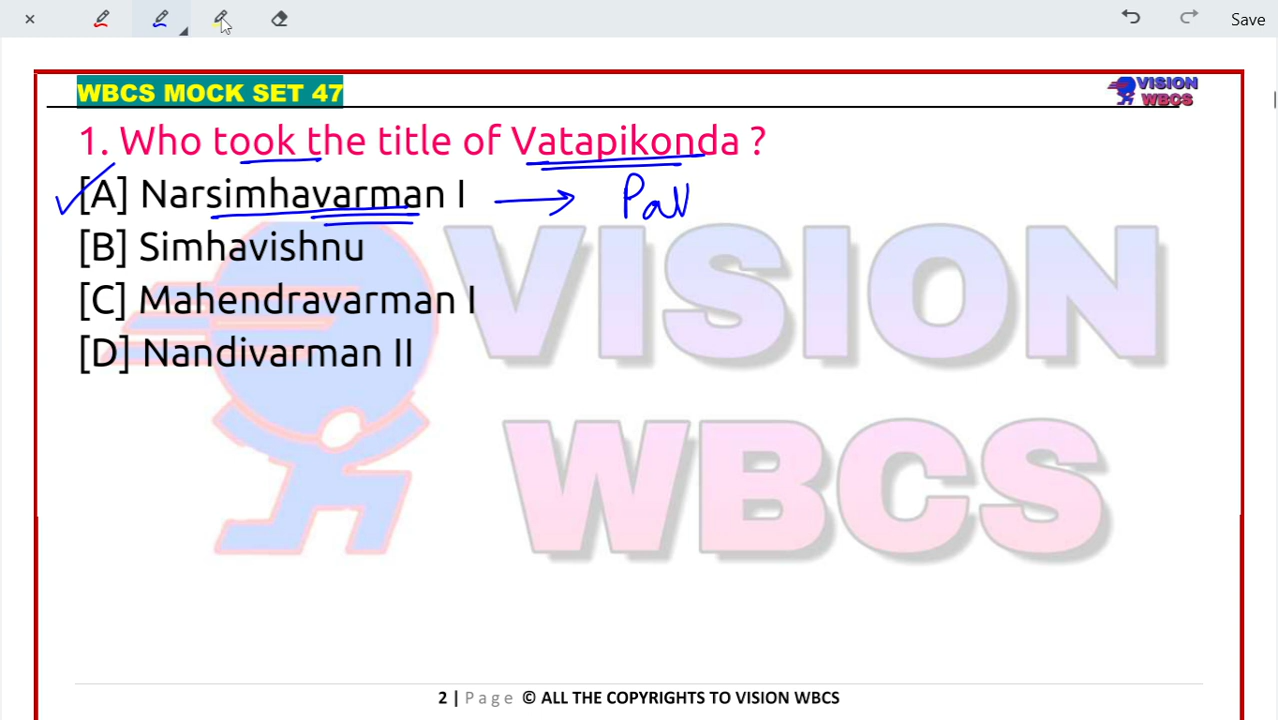 Save
WBCS MOCK SET 47
VISION
WBCS
1. Who took the title of Vatapikonda ?
[A] Narsimhavarman I → Pav
[B] Simhavishnu
[C] Mahendravarman I
[D] Nandivarman II
VISION
WBCS
2 | Page © ALL THE COPYRIGHTS TO VISION WBCS